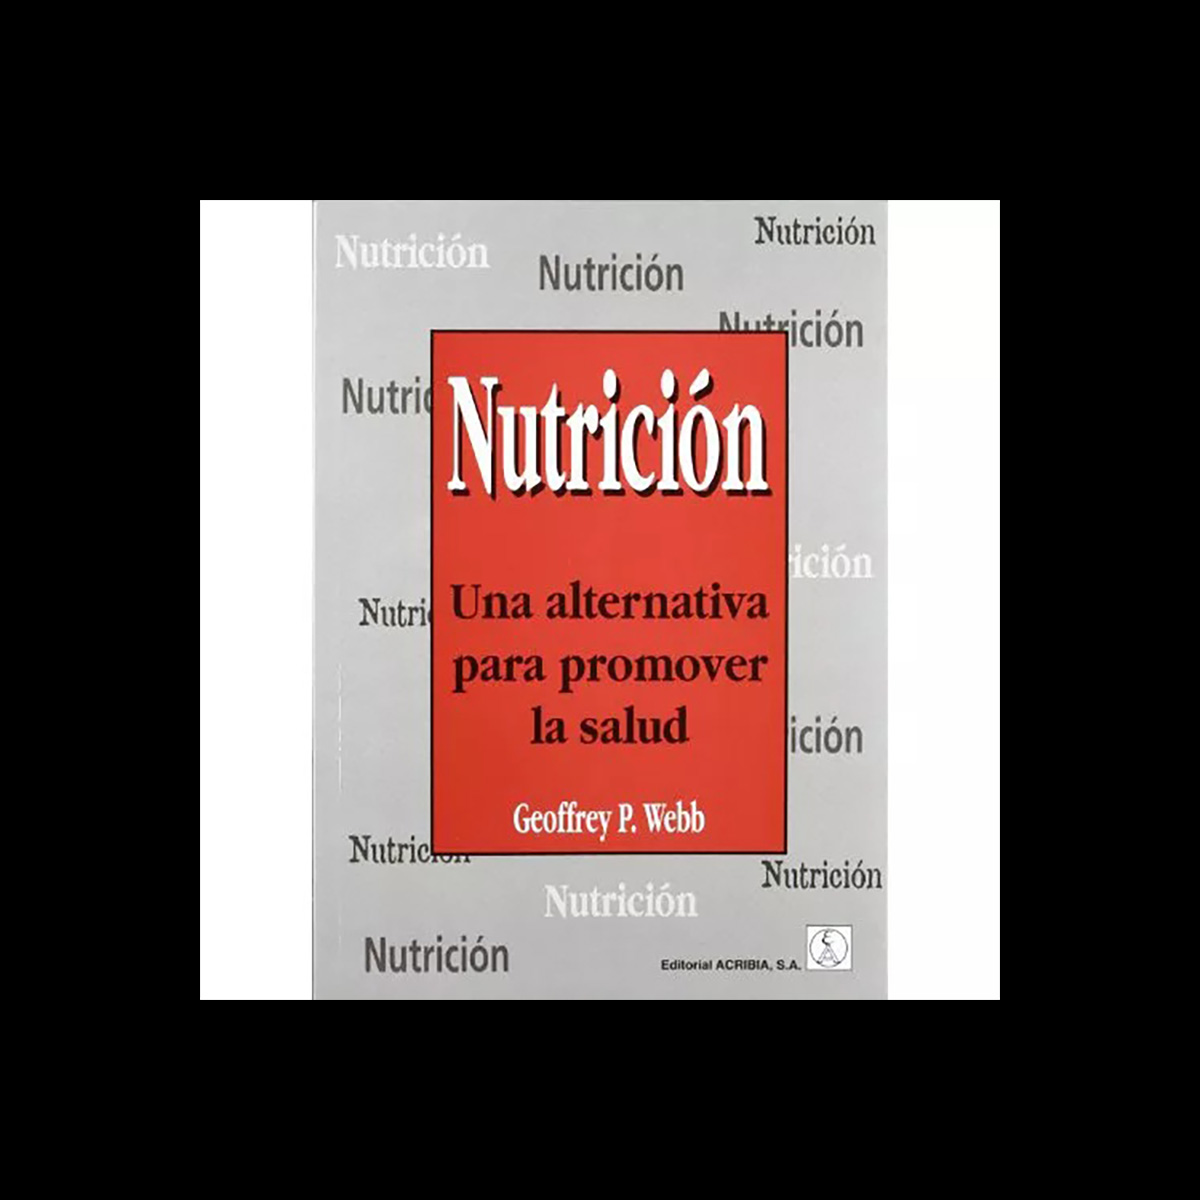 Nutrición
Nutrición
Nutrición
Nutrición
Nutrición
Una alternativa
para promover
la salud
Geoffrey P. Webb
Nutrición
Nutrición
Nutrición
Nutrición
Editorial ACRIBIA, S.A.